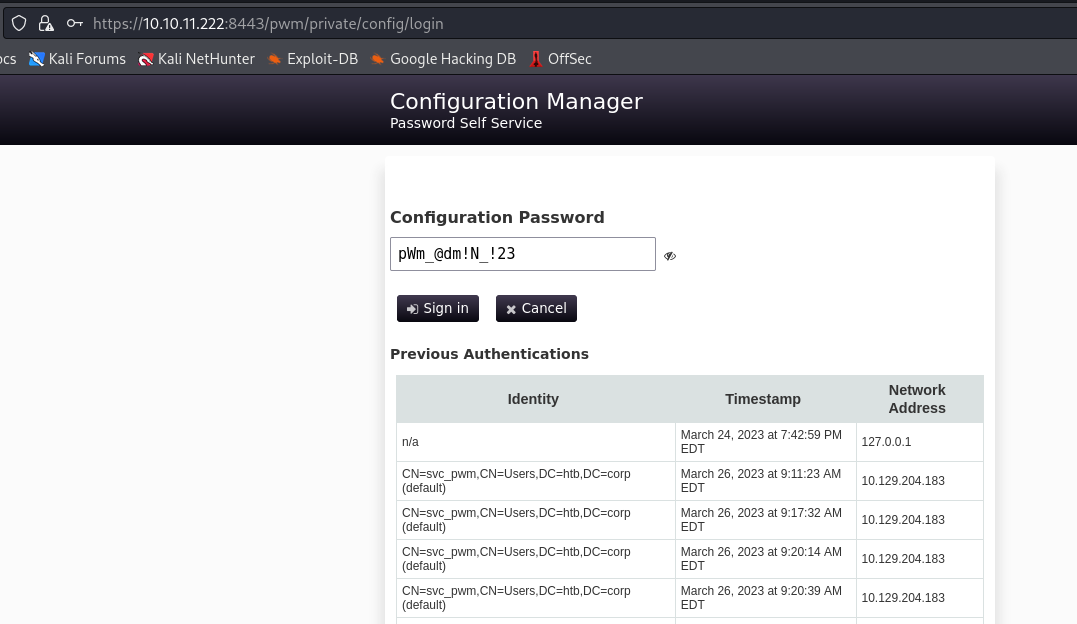 https://10.10.11.222:8443/pwm/private/config/login
ocs Kali Forums Kali NetHunter Exploit-DB Google Hacking DB OffSec
Configuration Manager
Password Self Service
Configuration Password
pWm_@dm!N_!23
Sign in Cancel
Previous Authentications
Identity Timestamp Network Address
n/a March 24, 2023 at 7:42:59 PM EDT 127.0.0.1
CN=svc_pwm,CN=Users,DC=htb,DC=corp (default) March 26, 2023 at 9:11:23 AM EDT 10.129.204.183
CN=svc_pwm,CN=Users,DC=htb,DC=corp (default) March 26, 2023 at 9:17:32 AM EDT 10.129.204.183
CN=svc_pwm,CN=Users,DC=htb,DC=corp (default) March 26, 2023 at 9:20:14 AM EDT 10.129.204.183
CN=svc_pwm,CN=Users,DC=htb,DC=corp (default) March 26, 2023 at 9:20:39 AM EDT 10.129.204.183